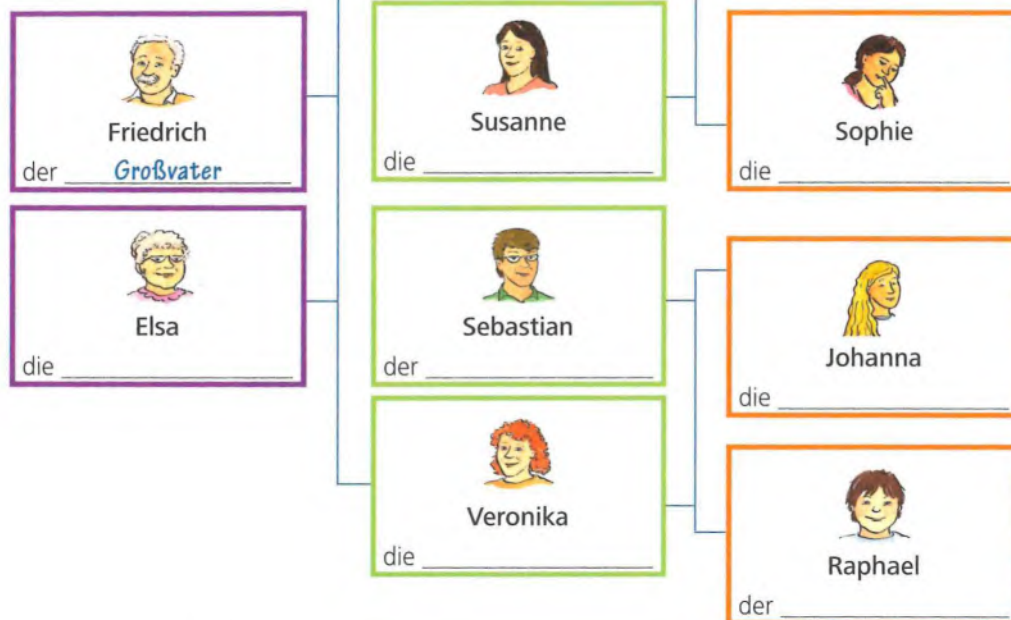 Friedrich
der Großvater
Susanne
die
Sophie
die
Elsa
die
Sebastian
der
Johanna
die
Veronika
die
Raphael
der